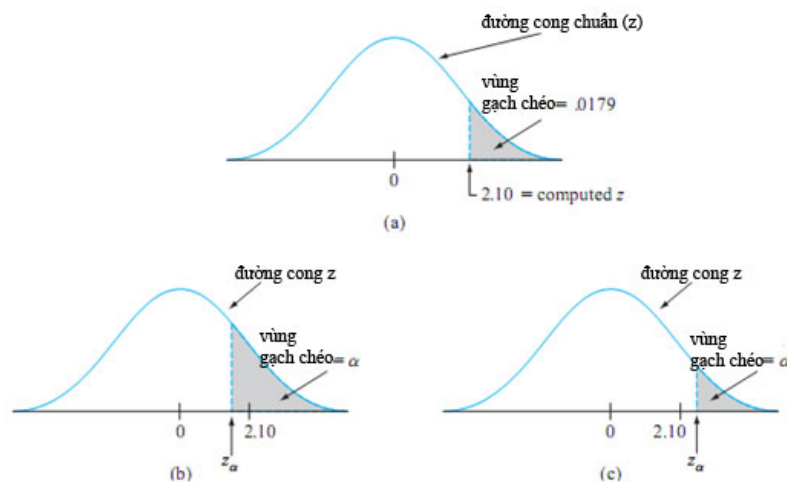 đường cong chuẩn (z)
vùng
gạch chéo = .0179
0
2.10 = computed z
(a)
đường cong z
vùng
gạch chéo = α
0 2.10
zα
(b)
đường cong z
vùng
gạch chéo = α
0 2.10
zα
(c)